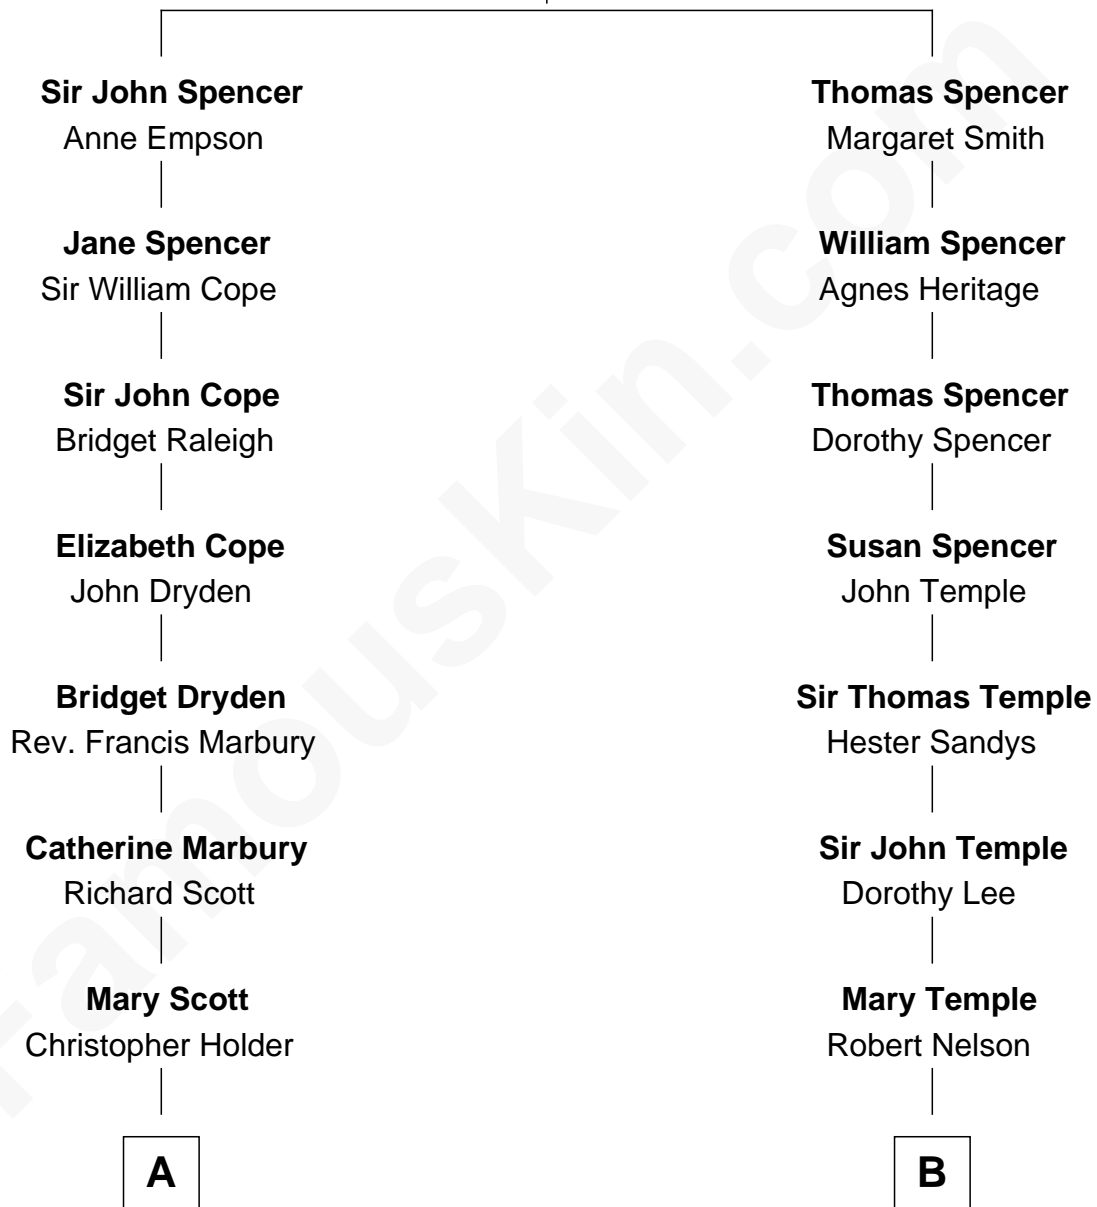 Sir John Spencer
Anne Empson
Jane Spencer
Sir William Cope
Sir John Cope
Bridget Raleigh
Elizabeth Cope
John Dryden
Bridget Dryden
Rev. Francis Marbury
Catherine Marbury
Richard Scott
Mary Scott
Christopher Holder
A
Thomas Spencer
Margaret Smith
William Spencer
Agnes Heritage
Thomas Spencer
Dorothy Spencer
Susan Spencer
John Temple
Sir Thomas Temple
Hester Sandys
Sir John Temple
Dorothy Lee
Mary Temple
Robert Nelson
B
FamousKin.com